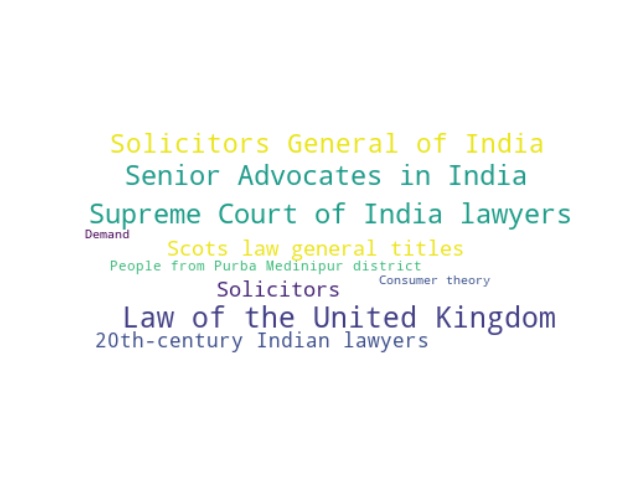 Solicitors General of India
Senior Advocates in India
Supreme Court of India lawyers
Demand
Scots law general titles
People from Purba Medinipur district
Consumer theory
Solicitors
Law of the United Kingdom
20th-century Indian lawyers